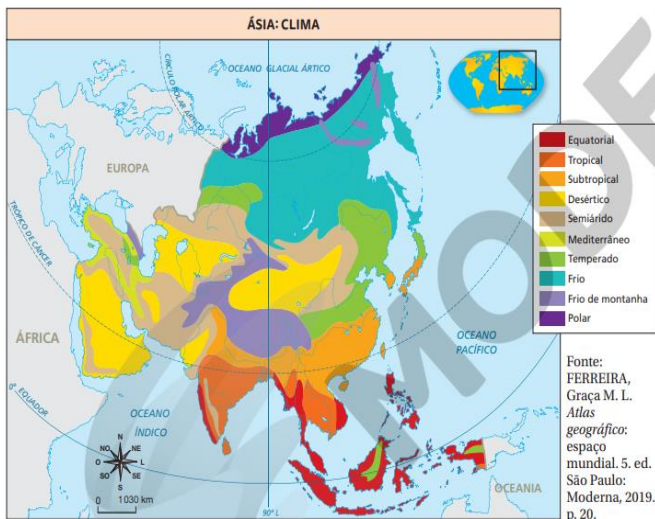 ÁSIA: CLIMA
OCEANO GLACIAL ÁRTICO
CÍRCULO POLAR ÁRTICO
EUROPA
TRÓPICO DE CÂNCER
ÁFRICA
0° EQUADOR
OCEANO
ÍNDICO
OCEANO
PACÍFICO
OCEANIA
N
NO
NE
O
L
SO
SE
S
0 1030 km
90° L
Equatorial
Tropical
Subtropical
Desértico
Semiárido
Mediterrâneo
Temperado
Frio
Frio de montanha
Polar
Fonte:
FERREIRA,
Graça M. L.
Atlas
geográfico:
espaço
mundial. 5. ed.
São Paulo:
Moderna, 2019.
p. 20.
MODE